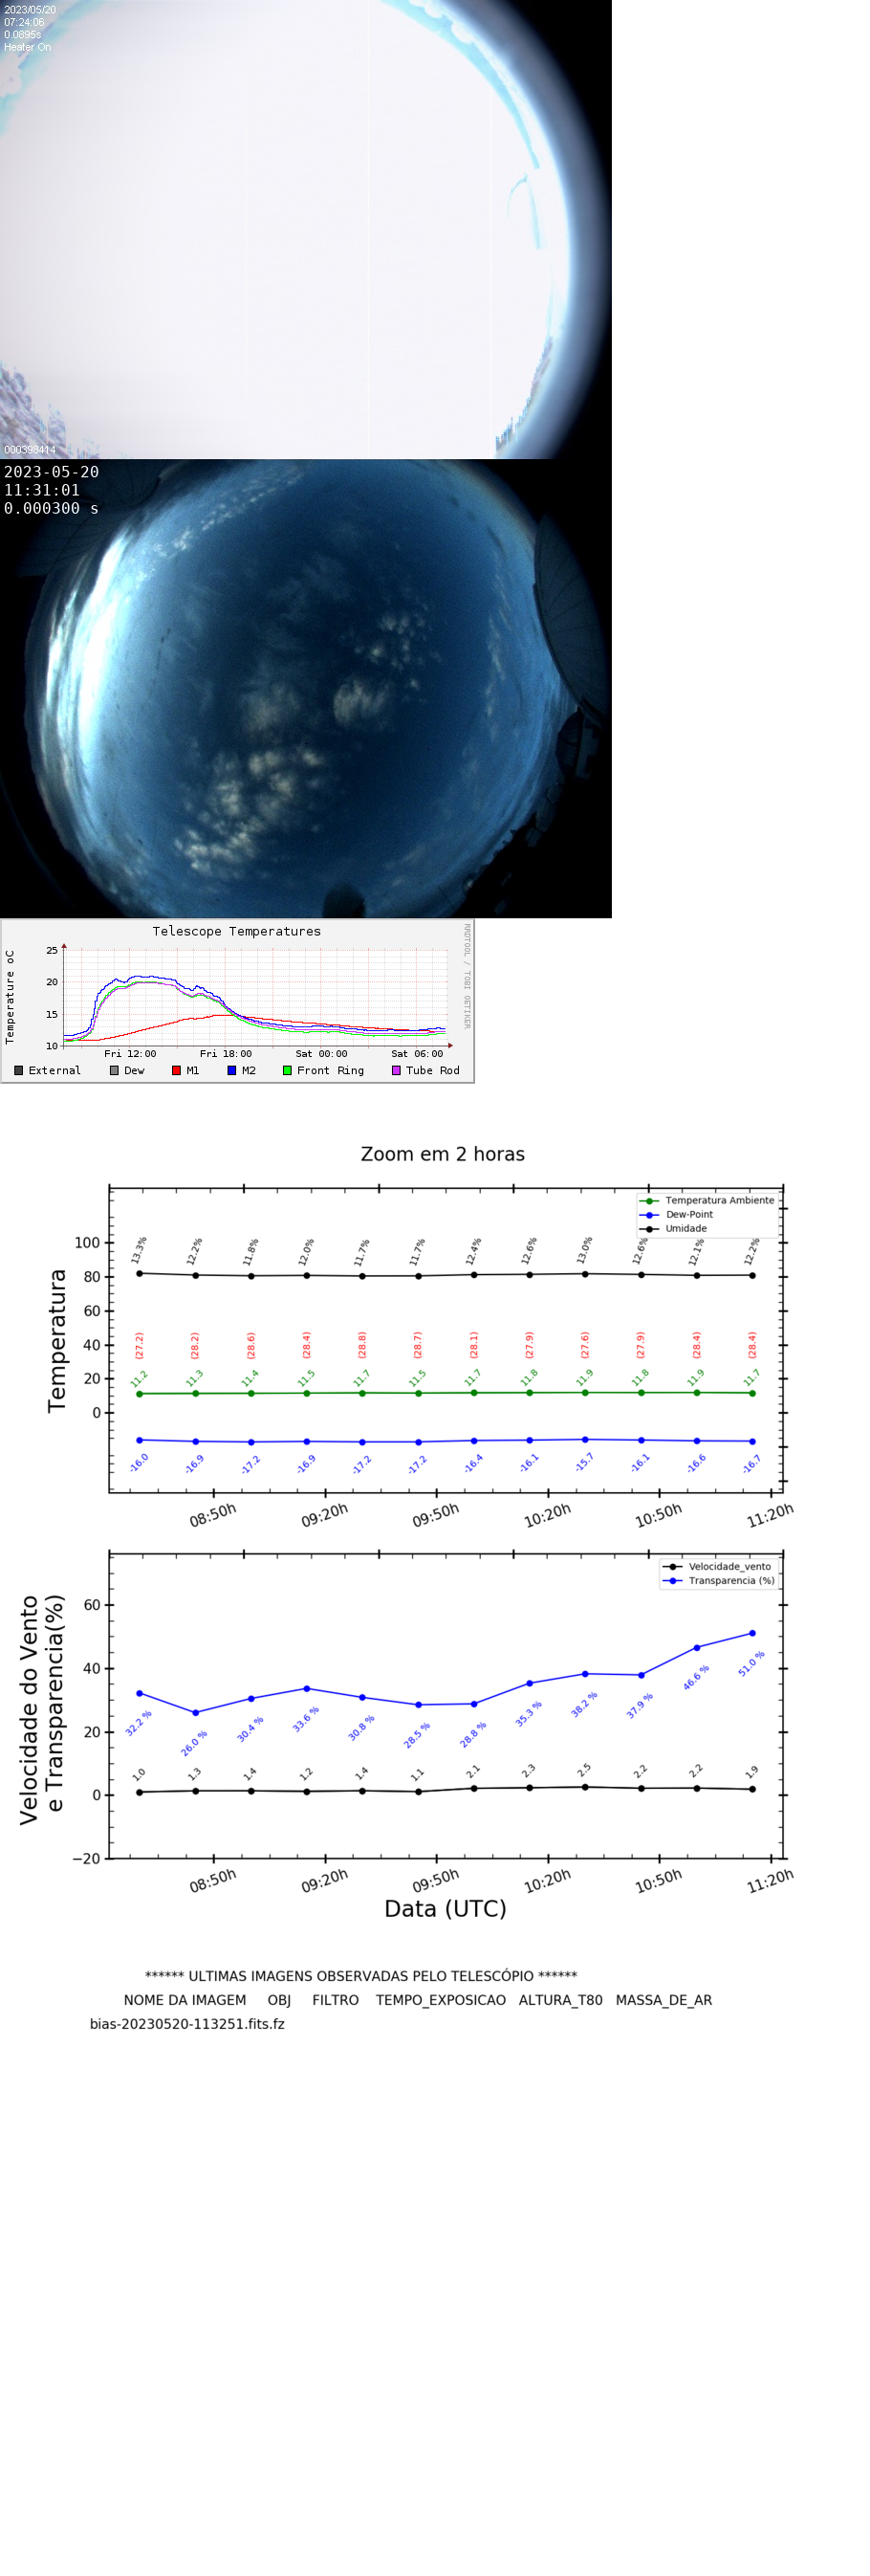 2023/05/20
07:24:06
0.0895s
Heater On
000398414
2023-05-20
11:31:01
0.000300 s
Telescope Temperatures
Temperature oC
RRDTOOL / TOBI OETIKER
25
20
15
10
Fri 12:00 Fri 18:00 Sat 00:00 Sat 06:00
External Dew M1 M2 Front Ring Tube Rod
Zoom em 2 horas
Temperatura
Temperatura Ambiente
Dew-Point
Umidade
100
80
60
40
20
0
13.3% 12.2% 11.8% 12.0% 11.7% 11.7% 12.4% 12.6% 13.0% 12.6% 12.1% 12.2%
(27.2) (28.2) (28.6) (28.4) (28.8) (28.7) (28.1) (27.9) (27.6) (27.9) (28.4) (28.4)
11.2 11.3 11.4 11.5 11.7 11.5 11.7 11.8 11.9 11.8 11.9 11.7
-16.0 -16.9 -17.2 -16.9 -17.2 -17.2 -16.4 -16.1 -15.7 -16.1 -16.6 -16.7
08:50h 09:20h 09:50h 10:20h 10:50h 11:20h
Velocidade do Vento
e Transparencia(%)
Velocidade_vento
Transparencia (%)
60
40
20
0
−20
32.2 % 26.0 % 30.4 % 33.6 % 30.8 % 28.5 % 28.8 % 35.3 % 38.2 % 37.9 % 46.6 % 51.0 %
1.0 1.3 1.4 1.2 1.4 1.1 2.1 2.3 2.5 2.2 2.2 1.9
08:50h 09:20h 09:50h 10:20h 10:50h 11:20h
Data (UTC)
****** ULTIMAS IMAGENS OBSERVADAS PELO TELESCÓPIO ******
NOME DA IMAGEM OBJ FILTRO TEMPO_EXPOSICAO ALTURA_T80 MASSA_DE_AR
bias-20230520-113251.fits.fz